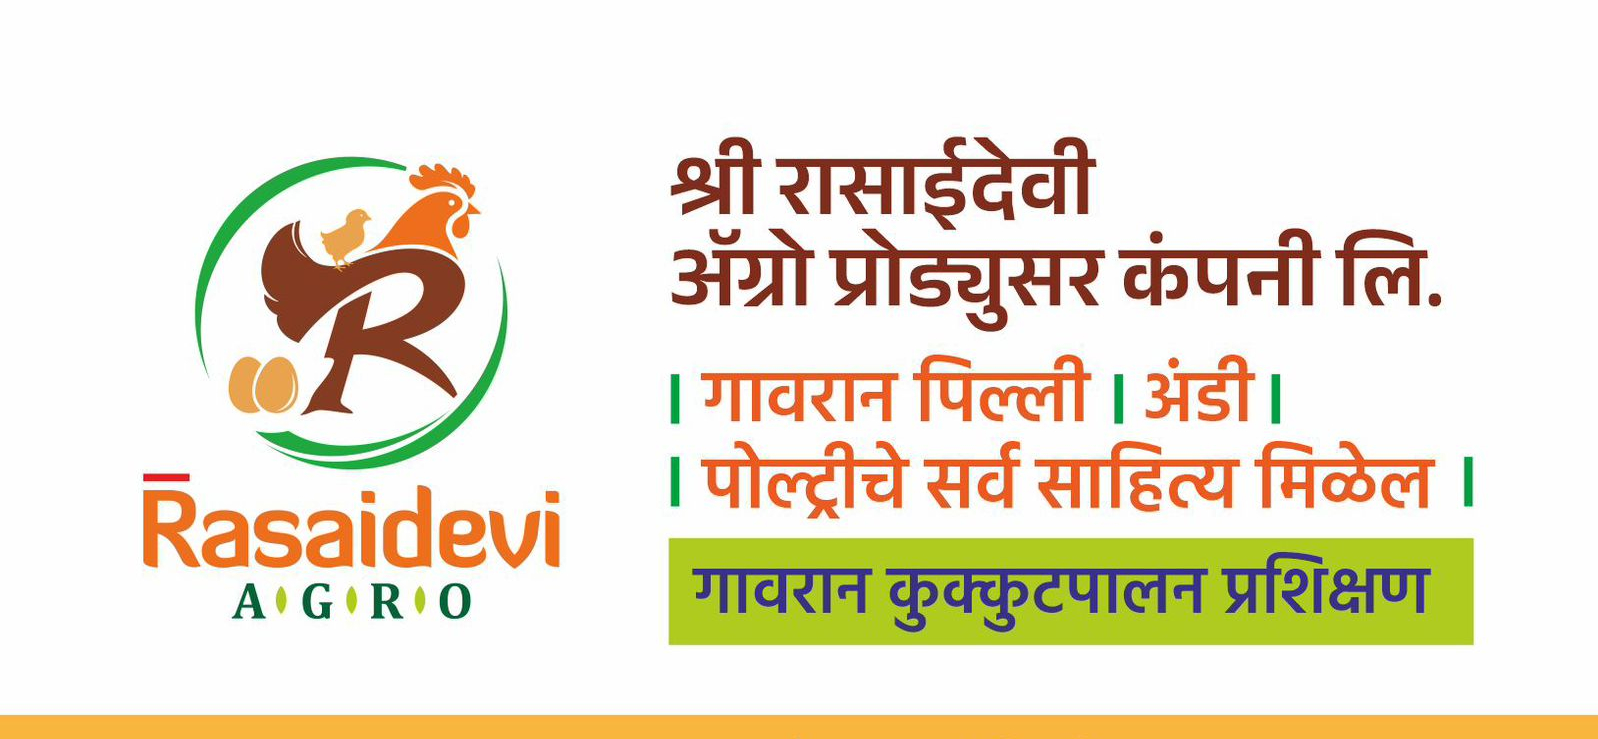 श्री रासाईदेवी
ॲग्रो प्रोड्युसर कंपनी लि.
| गावरान पिल्ली | अंडी |
| पोल्ट्रीचे सर्व साहित्य मिळेल |
गावरान कुक्कुटपालन प्रशिक्षण
Rasaidevi
AGRO